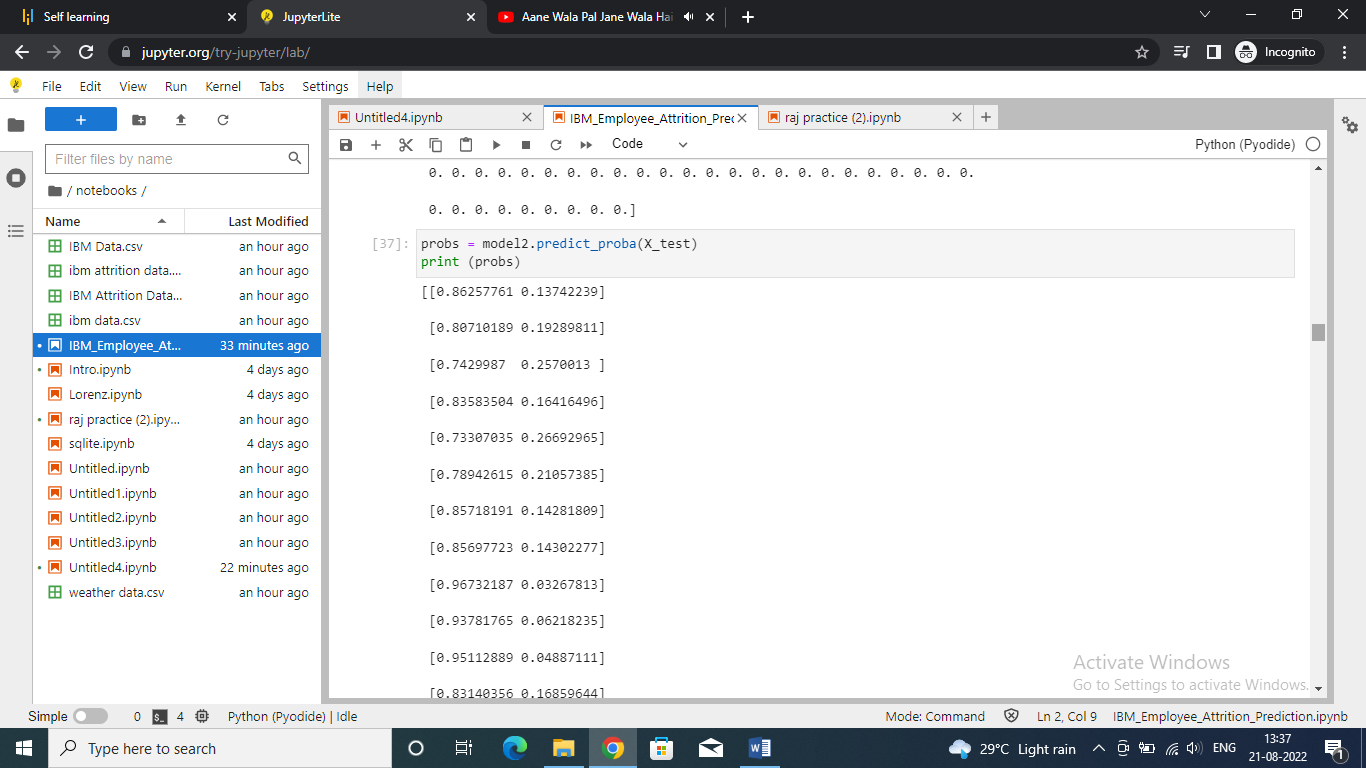 Self learning
JupyterLite
Aane Wala Pal Jane Wala Hai
jupyter.org/try-jupyter/lab/
Incognito
File Edit View Run Kernel Tabs Settings Help
Filter files by name
/ notebooks /
Name Last Modified
IBM Data.csv an hour ago
ibm attrition data.... an hour ago
IBM Attrition Data... an hour ago
ibm data.csv an hour ago
IBM_Employee_At... 33 minutes ago
Intro.ipynb 4 days ago
Lorenz.ipynb 4 days ago
raj practice (2).ipy... an hour ago
sqlite.ipynb 4 days ago
Untitled.ipynb an hour ago
Untitled1.ipynb an hour ago
Untitled2.ipynb an hour ago
Untitled3.ipynb an hour ago
Untitled4.ipynb 22 minutes ago
weather data.csv an hour ago
Untitled4.ipynb
IBM_Employee_Attrition_Prec
raj practice (2).ipynb
Code
Python (Pyodide)
0. 0. 0. 0. 0. 0. 0. 0. 0. 0. 0. 0. 0. 0. 0. 0. 0. 0. 0. 0. 0. 0. 0. 0.
0. 0. 0. 0. 0. 0. 0. 0. 0.]
[37]: probs = model2.predict_proba(X_test)
print (probs)
[[0.86257761 0.13742239]
[0.80710189 0.19289811]
[0.7429987  0.2570013 ]
[0.83583504 0.16416496]
[0.73307035 0.26692965]
[0.78942615 0.21057385]
[0.85718191 0.14281809]
[0.85697723 0.14302277]
[0.96732187 0.03267813]
[0.93781765 0.06218235]
[0.95112889 0.04887111]
[0.83140356 0.16859644]
Activate Windows
Go to Settings to activate Windows.
Simple 0 4 Python (Pyodide) | Idle Mode: Command Ln 2, Col 9 IBM_Employee_Attrition_Prediction.ipynb
Type here to search
29°C Light rain
ENG
13:37
21-08-2022
1